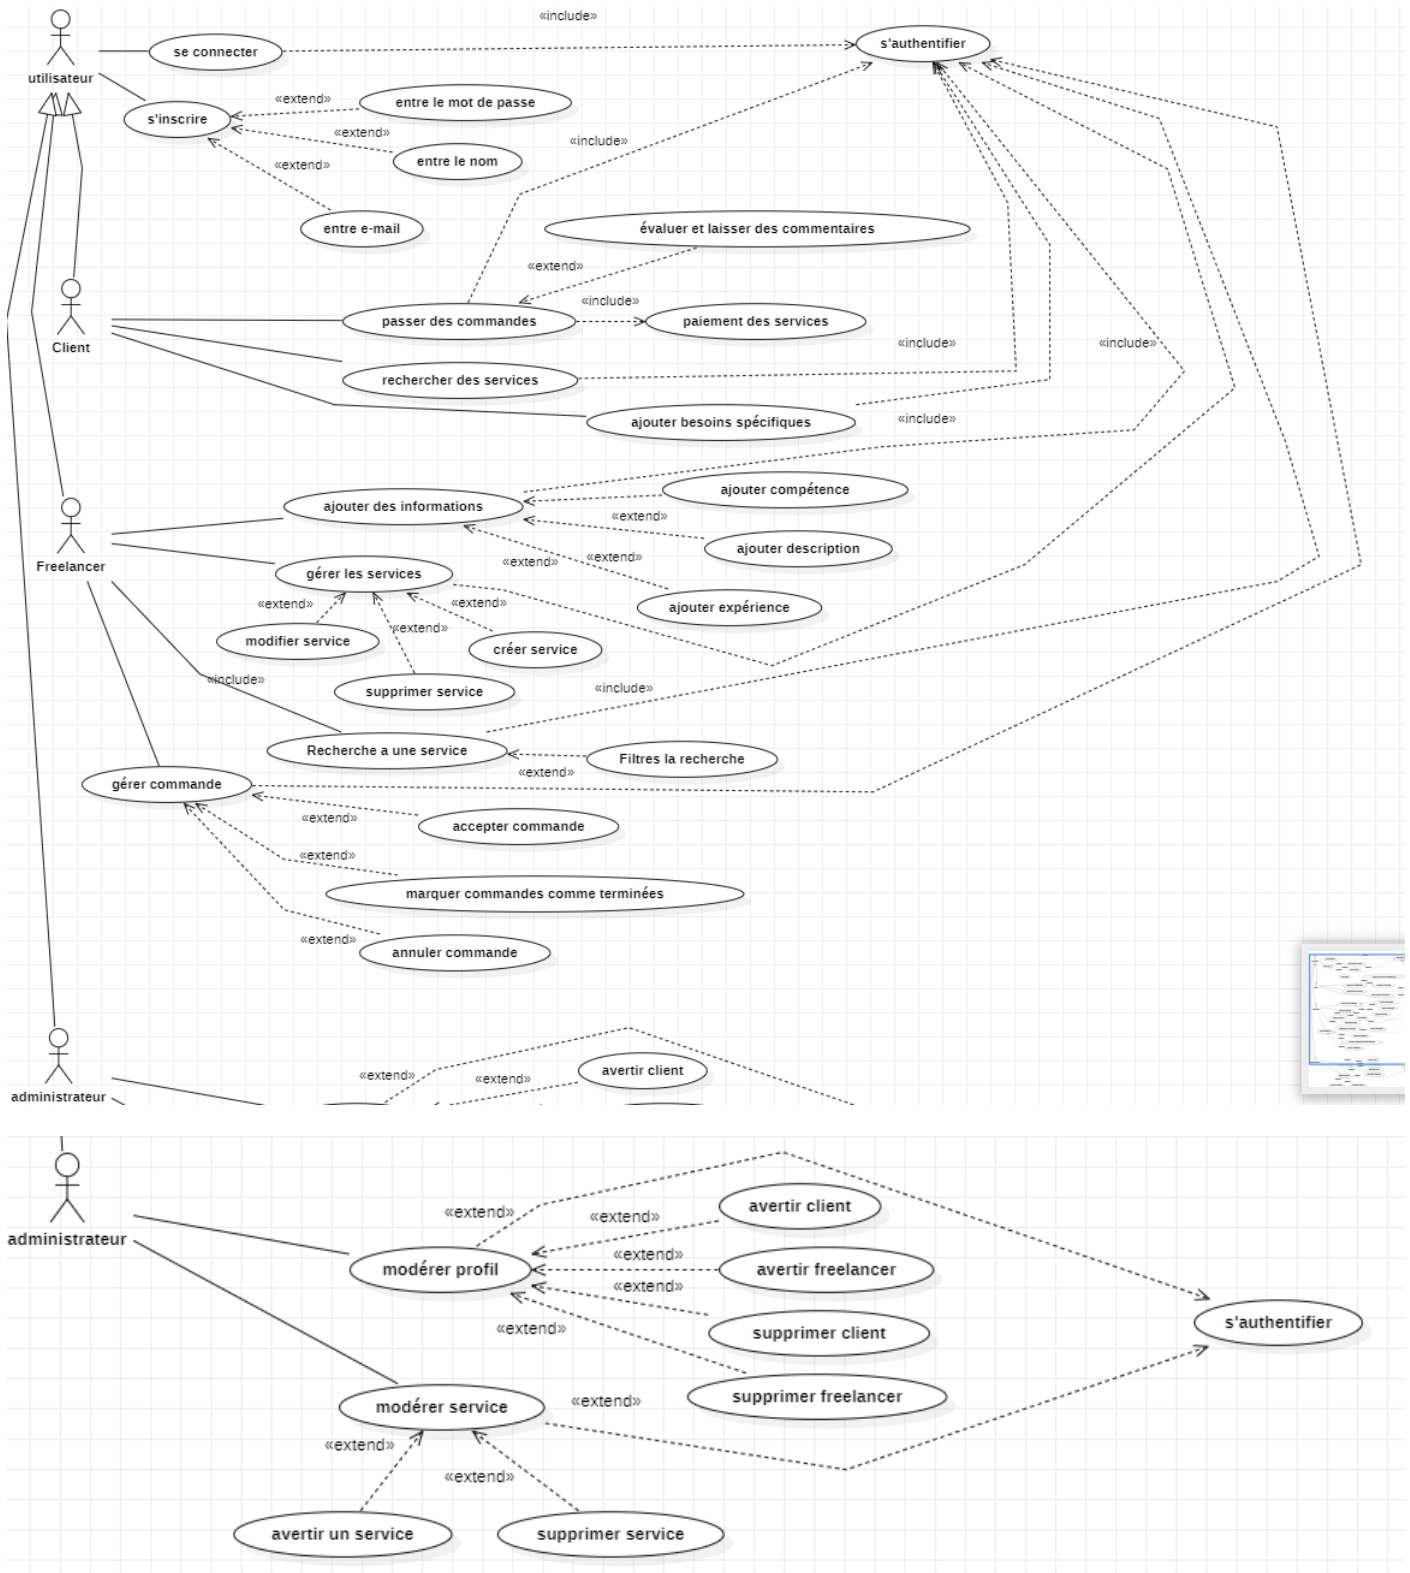 «include»
se connecter
s'authentifier
utilisateur
«extend»
entre le mot de passe
s'inscrire
«extend»
«include»
entre le nom
«extend»
entre e-mail
évaluer et laisser des commentaires
«extend»
«include»
passer des commandes
paiement des services
Client
«include»
«include»
rechercher des services
ajouter besoins spécifiques
«include»
ajouter compétence
ajouter des informations
«extend»
ajouter description
«extend»
«extend»
Freelancer
gérer les services
«extend»
«extend»
ajouter expérience
«extend»
modifier service
créer service
«include»
«include»
supprimer service
Recherche a une service
Filtres la recherche
«extend»
gérer commande
«extend»
accepter commande
«extend»
marquer commandes comme terminées
«extend»
annuler commande
«extend»
«extend»
avertir client
administrateur
avertir client
«extend»
«extend»
administrateur
«extend»
modérer profil
avertir freelancer
«extend»
«extend»
s'authentifier
supprimer client
supprimer freelancer
«extend»
modérer service
«extend»
«extend»
avertir un service
supprimer service